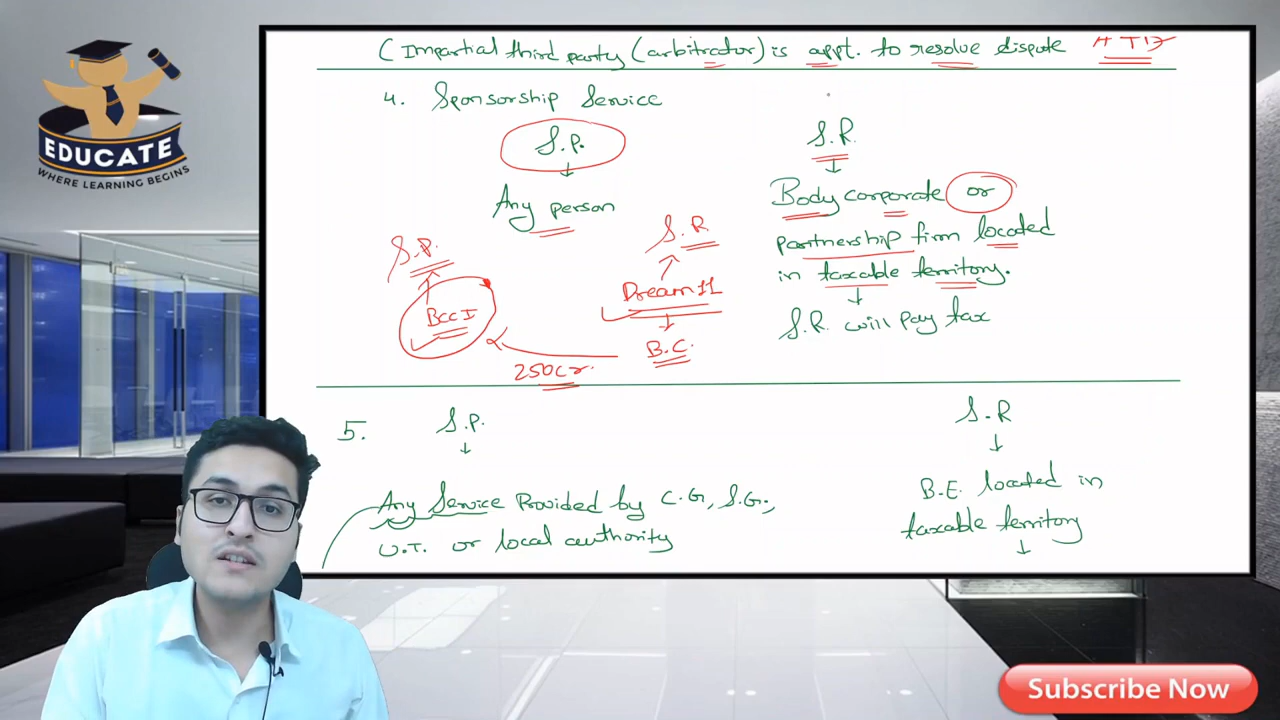 EDUCATE
WHERE LEARNING BEGINS
(Impartial third party (arbitrator) is appt. to resolve dispute
4. Sponsorship Service
S.P.
Any person
S.R.
Body corporate or
partnership firm located
in taxable territory.
S.R. will pay tax
S.P.
BCCI
S.R
Dream 11
B.C.
250Cr.
5.
S.P.
Any Service Provided by C.G., S.G.,
U.T. or local authority
S.R
B.E. located in
taxable territory
Subscribe Now